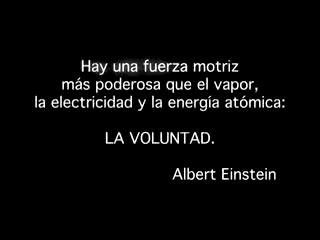 Hay una fuerza motriz
más poderosa que el vapor,
la electricidad y la energía atómica:
LA VOLUNTAD.
Albert Einstein